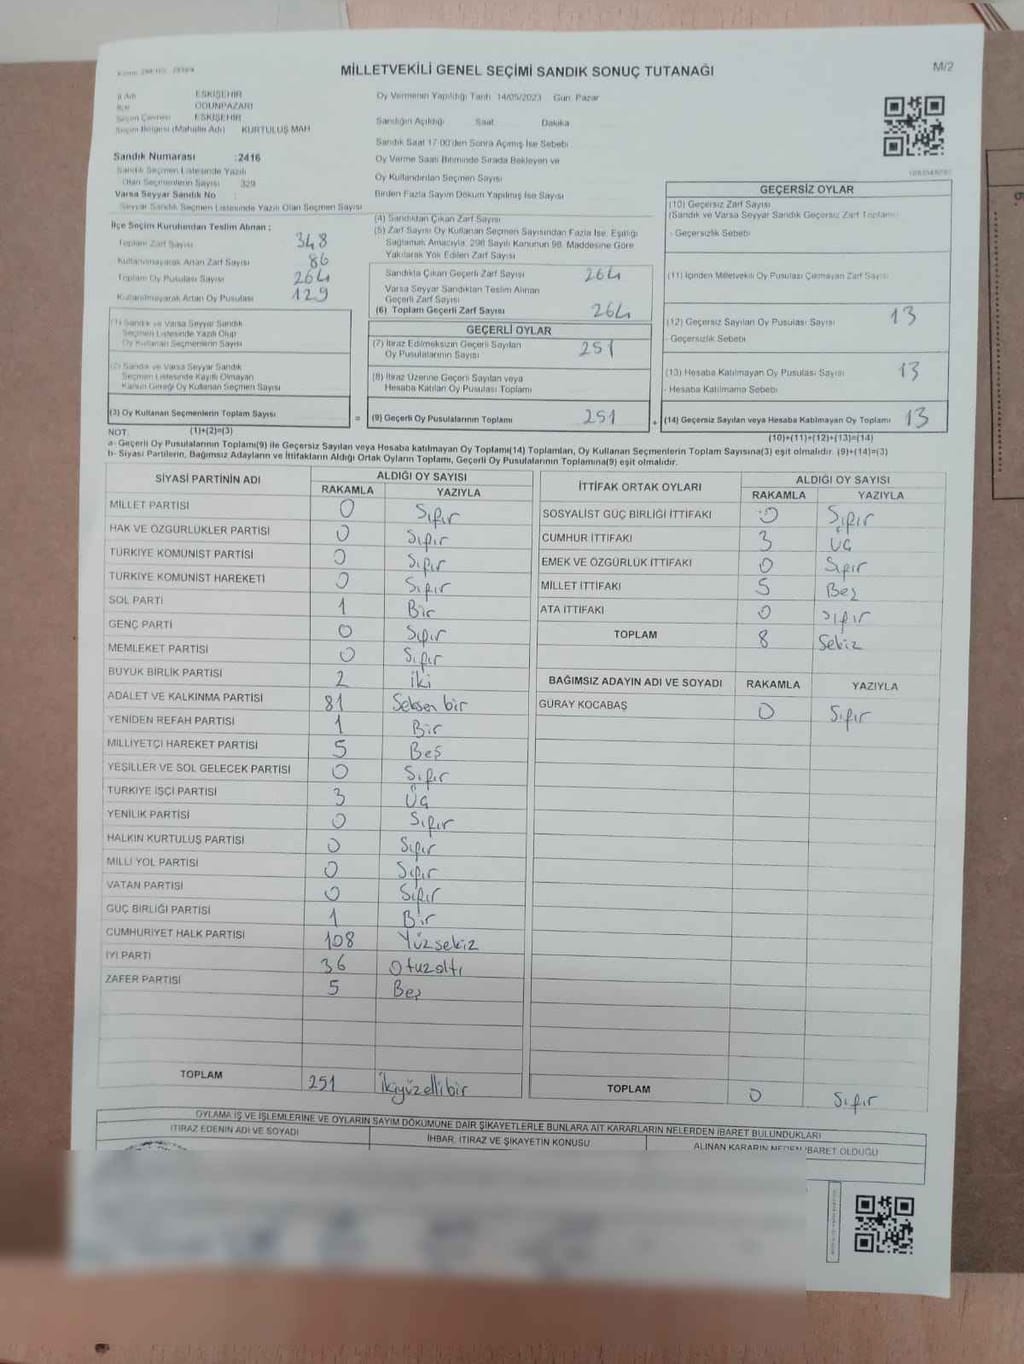 MİLLETVEKİLİ GENEL SEÇİMİ SANDIK SONUÇ TUTANAĞI
M/2
İl Adı ESKİŞEHİR
İlçe ODUNPAZARI
Seçim Çevresi ESKİŞEHİR
Seçim Bölgesi (Mahalle Adı) KURTULUŞ MAH
Sandık Numarası :2416
Sandık Seçmen Listesinde Yazılı
Olan Seçmenlerin Sayısı : 329
Varsa Seyyar Sandık No :
Seyyar Sandık Seçmen Listesinde Yazılı Olan Seçmen Sayısı
Oy Vermenin Yapıldığı Tarih 14/05/2023 Gün: Pazar
Sandığın Açıldığı Saat Dakika
Sandık Saat 17:00'den Sonra Açılmış İse Sebebi
Oy Verme Saati Bitiminde Sırada Bekleyen ve
Oy Kullandırılan Seçmen Sayısı
Birden Fazla Sayım Döküm Yapılmış İse Sayısı
İlçe Seçim Kurulundan Teslim Alınan :
Toplam Zarf Sayısı 348
Kullanılmayarak Artan Zarf Sayısı 86
Toplam Oy Pusulası Sayısı 264
Kullanılmayarak Artan Oy Pusulası 129
(1) Sandık ve Varsa Seyyar Sandık
Seçmen Listesinde Yazılı Olup
Oy Kullanan Seçmenlerin Sayısı
(2) Sandık ve Varsa Seyyar Sandık
Seçmen Listesinde Kayıtlı Olmayan
Kanun Gereği Oy Kullanan Seçmen Sayısı
(3) Oy Kullanan Seçmenlerin Toplam Sayısı
(1)+(2)=(3)
(4) Sandıktan Çıkan Zarf Sayısı
(5) Zarf Sayısı Oy Kullanan Seçmen Sayısından Fazla İse, Eşitliği
Sağlamak Amacıyla, 298 Sayılı Kanunun 98. Maddesine Göre
Yakılarak Yok Edilen Zarf Sayısı
Sandıkta Çıkan Geçerli Zarf Sayısı 264
Varsa Seyyar Sandıktan Teslim Alınan
Geçerli Zarf Sayısı
(6) Toplam Geçerli Zarf Sayısı 264
GEÇERLİ OYLAR
(7) İtiraz Edilmeksizin Geçerli Sayılan
Oy Pusulalarının Sayısı 251
(8) İtiraz Üzerine Geçerli Sayılan veya
Hesaba Katılan Oy Pusulası Toplamı
= (9) Geçerli Oy Pusulalarının Toplamı 251 +
GEÇERSİZ OYLAR
(10) Geçersiz Zarf Sayısı
(Sandık ve Varsa Seyyar Sandık Geçersiz Zarf Toplamı)
- Geçersizlik Sebebi
(11) İçinden Milletvekili Oy Pusulası Çıkmayan Zarf Sayısı
(12) Geçersiz Sayılan Oy Pusulası Sayısı 13
- Geçersizlik Sebebi
(13) Hesaba Katılmayan Oy Pusulası Sayısı 13
- Hesaba Katılmama Sebebi
(14) Geçersiz Sayılan veya Hesaba Katılmayan Oy Toplamı 13
(10)+(11)+(12)+(13)=(14)
NOT:
a- Geçerli Oy Pusulalarının Toplamı(9) ile Geçersiz Sayılan veya Hesaba katılmayan Oy Toplamı(14) Toplamları, Oy Kullanan Seçmenlerin Toplam Sayısına(3) eşit olmalıdır. (9)+(14)=(3)
b- Siyasi Partilerin, Bağımsız Adayların ve İttifakların Aldığı Ortak Oyların Toplamı, Geçerli Oy Pusulalarının Toplamına(9) eşit olmalıdır.
SİYASİ PARTİNİN ADI ALDIĞI OY SAYISI
RAKAMLA YAZIYLA
MİLLET PARTİSİ 0 Sıfır
HAK VE ÖZGÜRLÜKLER PARTİSİ 0 Sıfır
TÜRKİYE KOMÜNİST PARTİSİ 0 Sıfır
TÜRKİYE KOMÜNİST HAREKETİ 0 Sıfır
SOL PARTİ 1 Bir
GENÇ PARTİ 0 Sıfır
MEMLEKET PARTİSİ 0 Sıfır
BÜYÜK BİRLİK PARTİSİ 2 iki
ADALET VE KALKINMA PARTİSİ 81 Seksen bir
YENİDEN REFAH PARTİSİ 1 Bir
MİLLİYETÇİ HAREKET PARTİSİ 5 Beş
YEŞİLLER VE SOL GELECEK PARTİSİ 0 Sıfır
TÜRKİYE İŞÇİ PARTİSİ 3 Üç
YENİLİK PARTİSİ 0 Sıfır
HALKIN KURTULUŞ PARTİSİ 0 Sıfır
MİLLİ YOL PARTİSİ 0 Sıfır
VATAN PARTİSİ 0 Sıfır
GÜÇ BİRLİĞİ PARTİSİ 1 Bir
CUMHURİYET HALK PARTİSİ 108 Yüzsekiz
İYİ PARTİ 36 Otuzaltı
ZAFER PARTİSİ 5 Beş
TOPLAM 251 İkiyüzellibir
İTTİFAK ORTAK OYLARI ALDIĞI OY SAYISI
RAKAMLA YAZIYLA
SOSYALİST GÜÇ BİRLİĞİ İTTİFAKI 0 Sıfır
CUMHUR İTTİFAKI 3 Üç
EMEK VE ÖZGÜRLÜK İTTİFAKI 0 Sıfır
MİLLET İTTİFAKI 5 Beş
ATA İTTİFAKI 0 Sıfır
TOPLAM 8 Sekiz
BAĞIMSIZ ADAYIN ADI VE SOYADI RAKAMLA YAZIYLA
GÜRAY KOCABAŞ 0 Sıfır
TOPLAM 0 Sıfır
OYLAMA İŞ VE İŞLEMLERİNE VE OYLARIN SAYIM DÖKÜMÜNE DAİR ŞİKAYETLERLE BUNLARA AİT KARARLARIN NELERDEN İBARET BULUNDUKLARI
İTİRAZ EDENİN ADI VE SOYADI İHBAR, İTİRAZ VE ŞİKAYETİN KONUSU ALINAN KARARIN NEDEN İBARET OLDUĞU